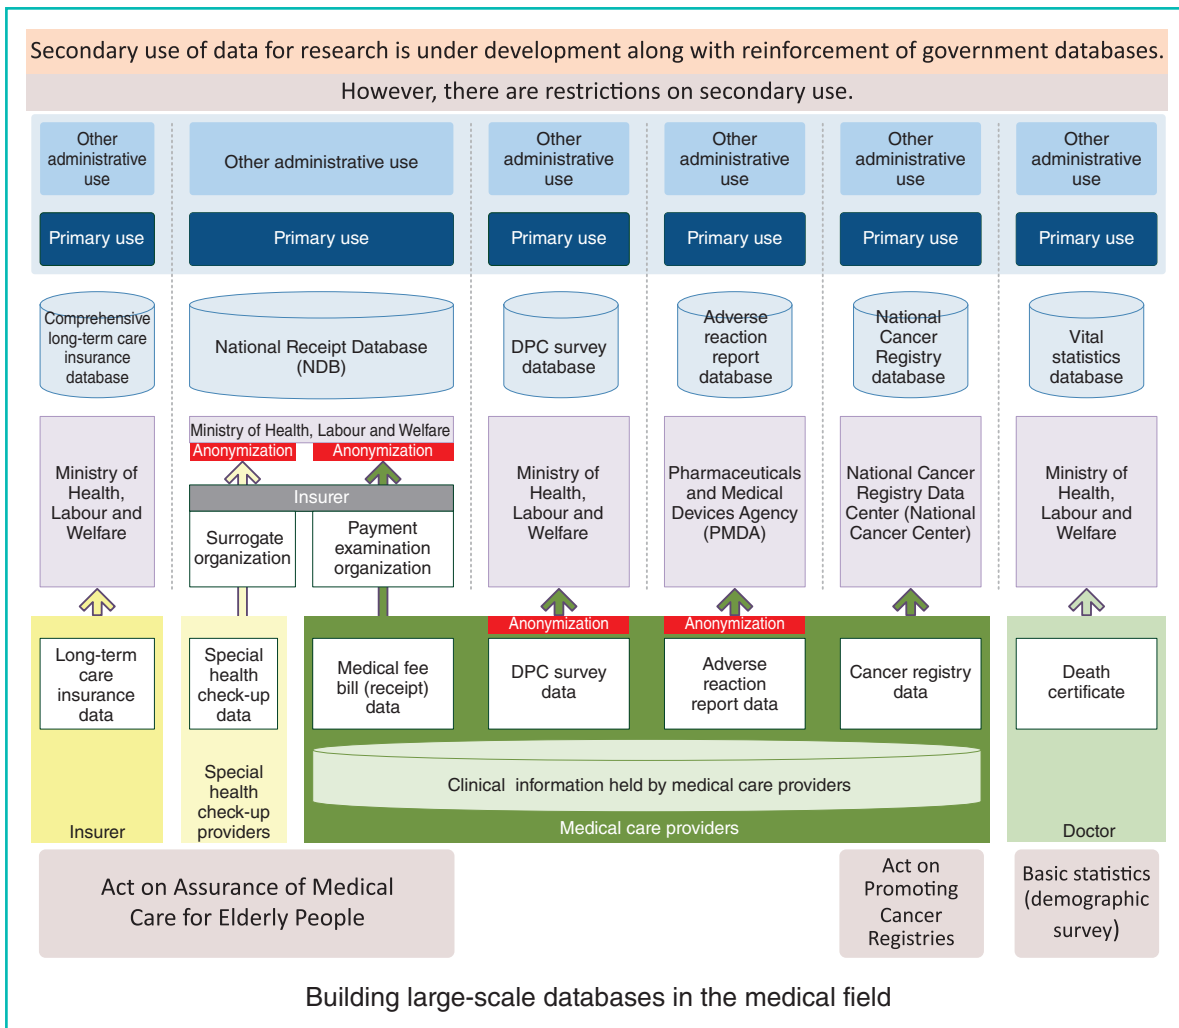 Secondary use of data for research is under development along with reinforcement of government databases.
However, there are restrictions on secondary use.
Other
administrative
use
Other administrative use
Other
administrative
use
Other
administrative
use
Other
administrative
use
Other
administrative
use
Primary use
Primary use
Primary use
Primary use
Primary use
Primary use
Comprehensive
long-term care
insurance
database
National Receipt Database
(NDB)
DPC survey
database
Adverse
reaction
report
database
National
Cancer
Registry
database
Vital
statistics
database
Ministry of
Health,
Labour and
Welfare
Ministry of Health, Labour and Welfare
Anonymization
Anonymization
Insurer
Surrogate
organization
Payment
examination
organization
Ministry of
Health,
Labour and
Welfare
Pharmaceuticals
and Medical
Devices Agency
(PMDA)
National Cancer
Registry Data
Center (National
Cancer Center)
Ministry of
Health,
Labour and
Welfare
Anonymization
Anonymization
Long-term
care
insurance
data
Special
health
check-up
data
Medical fee
bill (receipt)
data
DPC survey
data
Adverse
reaction
report data
Cancer registry
data
Death
certificate
Clinical information held by medical care providers
Insurer
Special
health
check-up
providers
Medical care providers
Doctor
Act on Assurance of Medical
Care for Elderly People
Act on
Promoting
Cancer
Registries
Basic statistics
(demographic
survey)
Building large-scale databases in the medical field